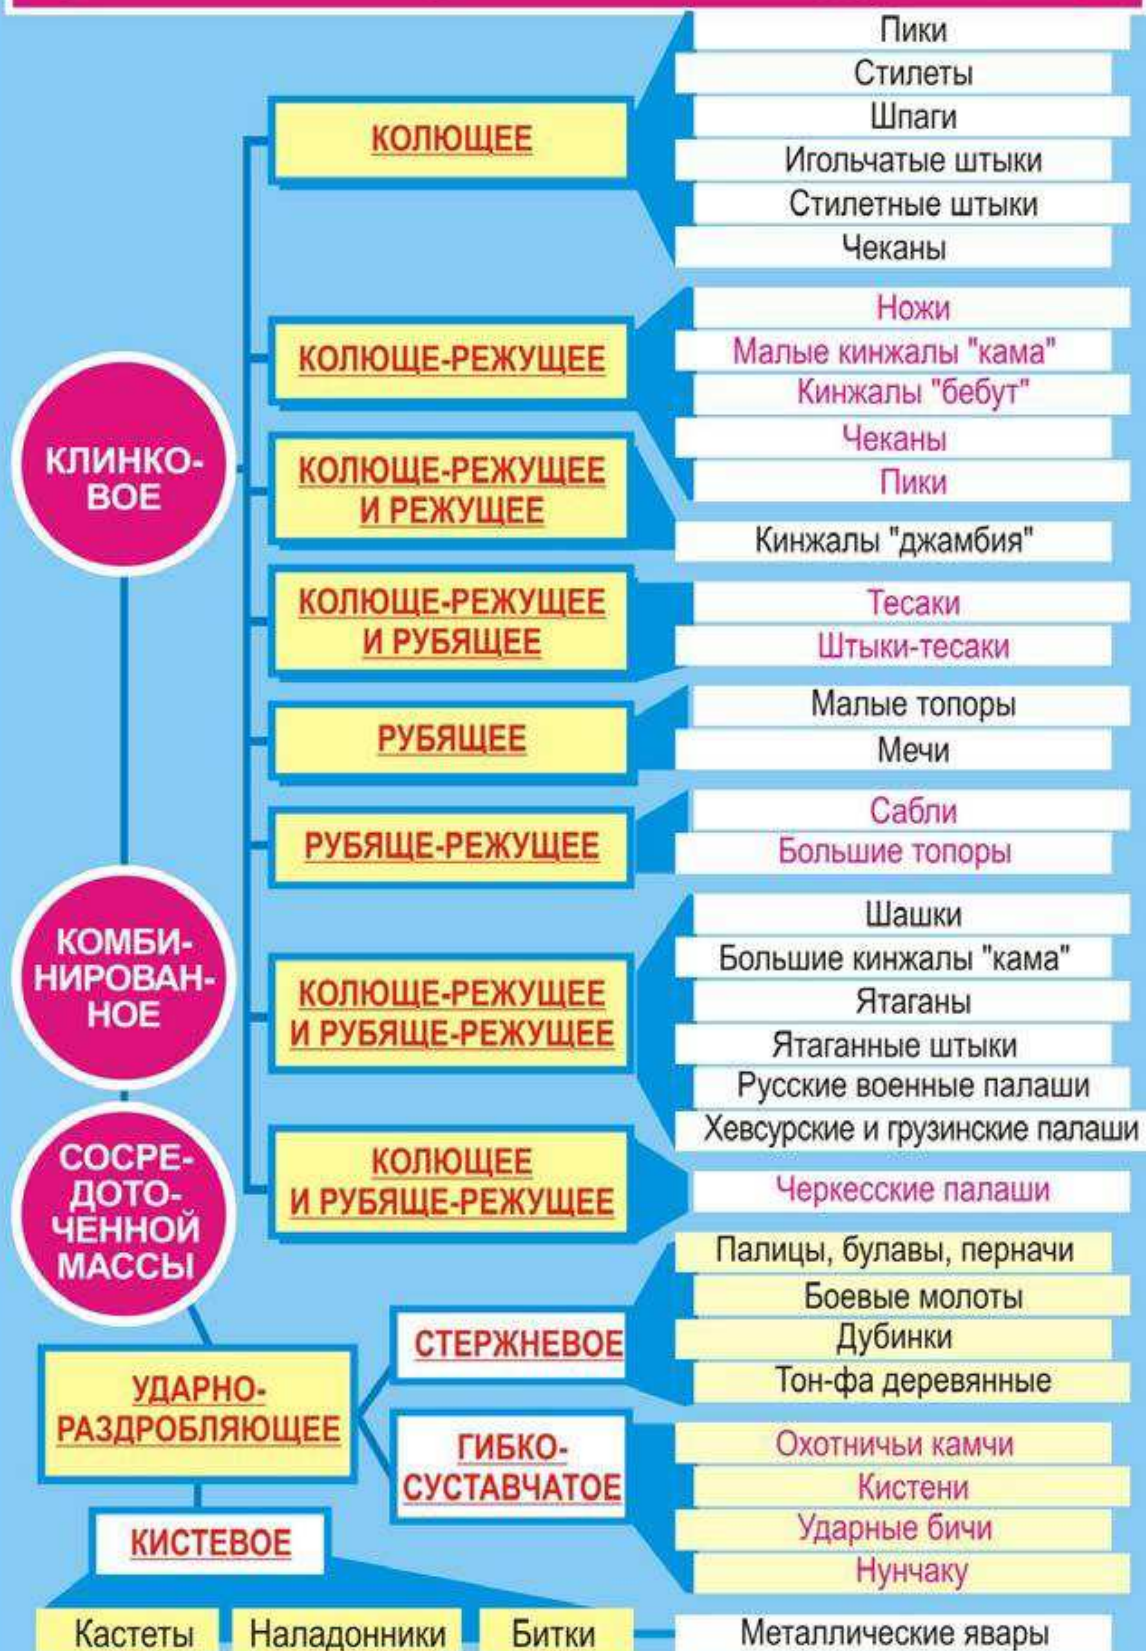 КЛИНКО-
ВОЕ
КОМБИ-
НИРОВАН-
НОЕ
СОСРЕ-
ДОТО-
ЧЕННОЙ
МАССЫ
КОЛЮЩЕЕ
Пики
Стилеты
Шпаги
Игольчатые штыки
Стилетные штыки
Чеканы
КОЛЮЩЕ-РЕЖУЩЕЕ
Ножи
Малые кинжалы "кама"
Кинжалы "бебут"
Чеканы
Пики
КОЛЮЩЕ-РЕЖУЩЕЕ
И РЕЖУЩЕЕ
Кинжалы "джамбия"
КОЛЮЩЕ-РЕЖУЩЕЕ
И РУБЯЩЕЕ
Тесаки
Штыки-тесаки
РУБЯЩЕЕ
Малые топоры
Мечи
РУБЯЩЕ-РЕЖУЩЕЕ
Сабли
Большие топоры
КОЛЮЩЕ-РЕЖУЩЕЕ
И РУБЯЩЕ-РЕЖУЩЕЕ
Шашки
Большие кинжалы "кама"
Ятаганы
Ятаганные штыки
Русские военные палаши
Хевсурские и грузинские палаши
КОЛЮЩЕЕ
И РУБЯЩЕ-РЕЖУЩЕЕ
Черкесские палаши
УДАРНО-
РАЗДРОБЛЯЮЩЕЕ
СТЕРЖНЕВОЕ
Палицы, булавы, перначи
Боевые молоты
Дубинки
Тон-фа деревянные
ГИБКО-
СУСТАВЧАТОЕ
Охотничьи камчи
Кистени
Ударные бичи
Нунчаку
КИСТЕВОЕ
Кастеты
Наладонники
Битки
Металлические явары